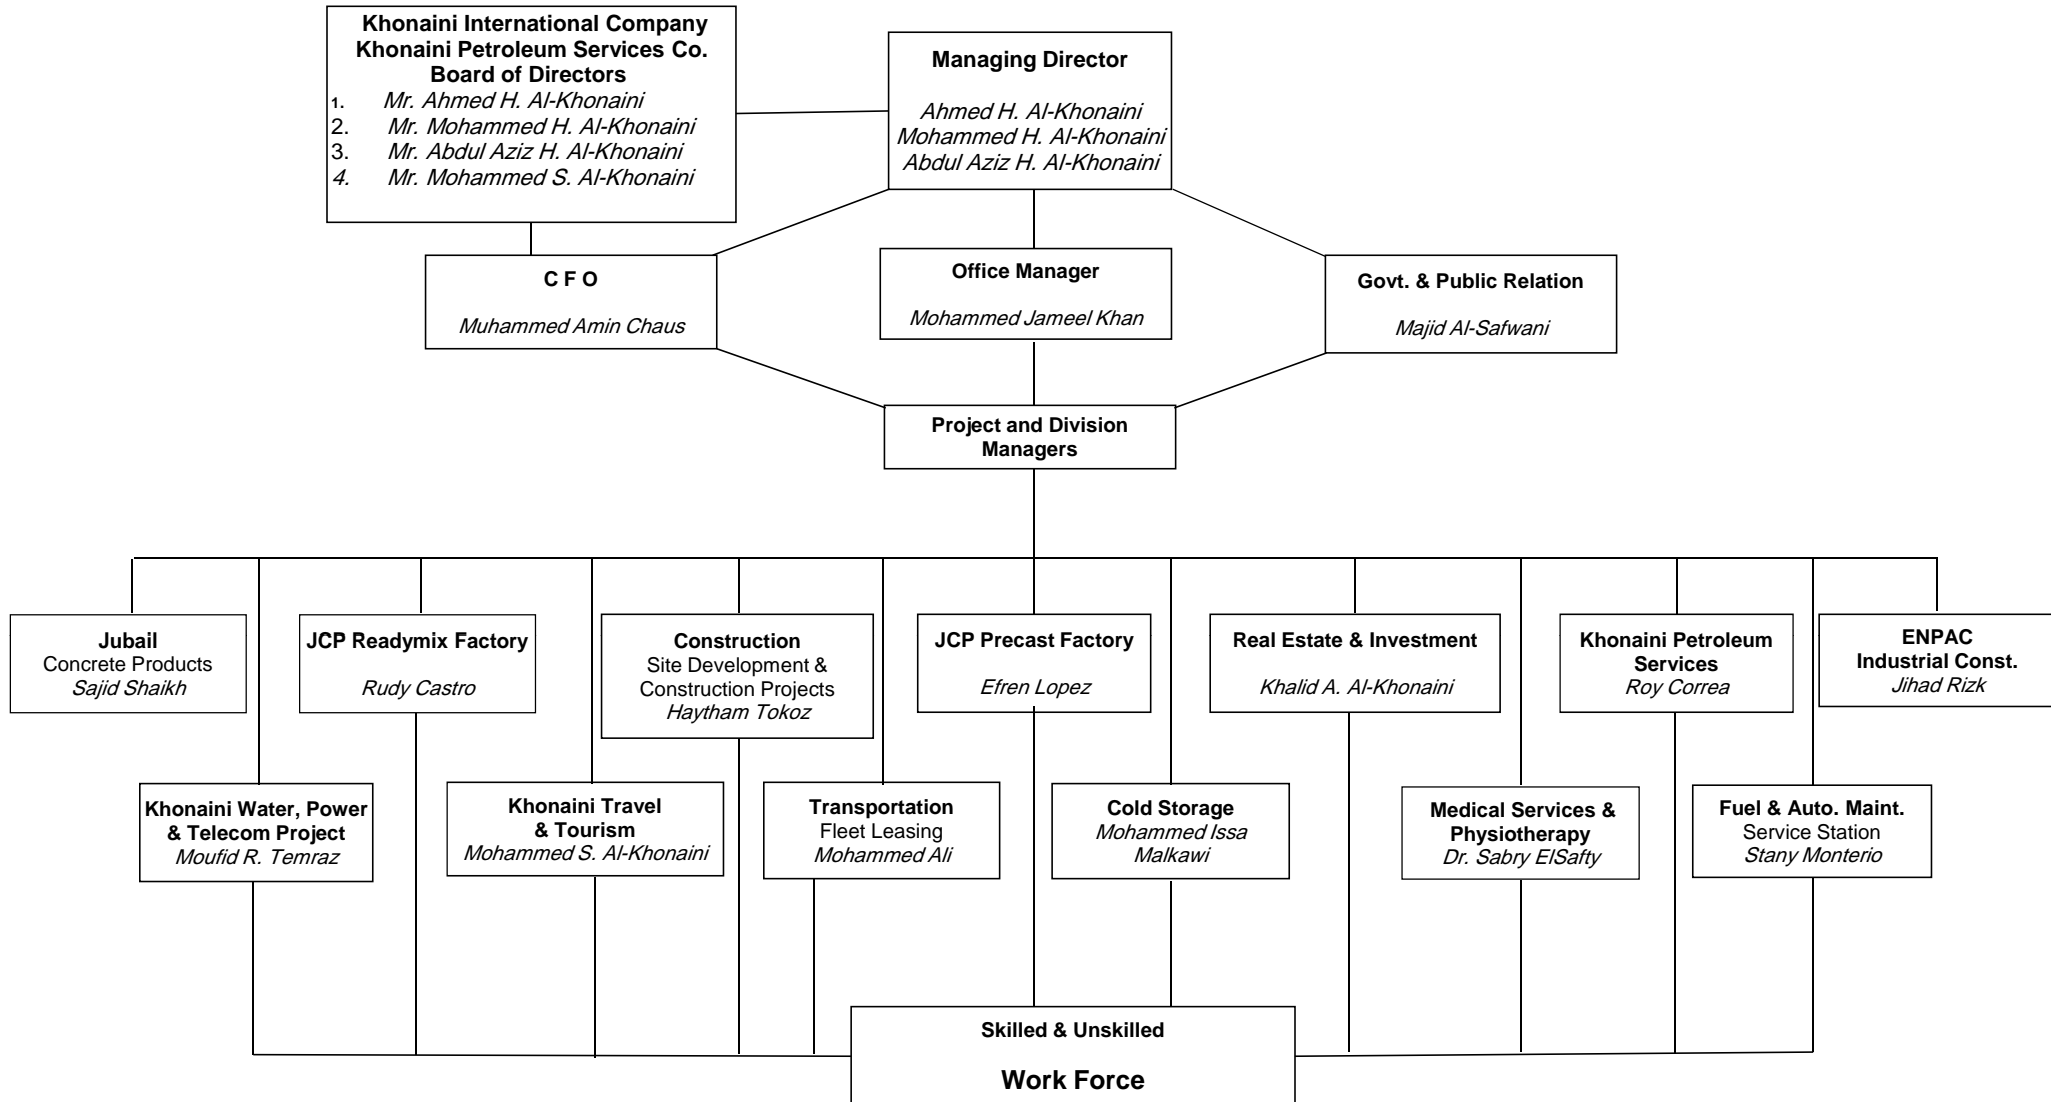 Khonaini International Company
Khonaini Petroleum Services Co.
Board of Directors
1. Mr. Ahmed H. Al-Khonaini
2. Mr. Mohammed H. Al-Khonaini
3. Mr. Abdul Aziz H. Al-Khonaini
4. Mr. Mohammed S. Al-Khonaini
Managing Director
Ahmed H. Al-Khonaini
Mohammed H. Al-Khonaini
Abdul Aziz H. Al-Khonaini
C F O
Muhammed Amin Chaus
Office Manager
Mohammed Jameel Khan
Govt. & Public Relation
Majid Al-Safwani
Project and Division
Managers
Jubail
Concrete Products
Sajid Shaikh
JCP Readymix Factory
Rudy Castro
Construction
Site Development &
Construction Projects
Haytham Tokoz
JCP Precast Factory
Efren Lopez
Real Estate & Investment
Khalid A. Al-Khonaini
Khonaini Petroleum
Services
Roy Correa
ENPAC
Industrial Const.
Jihad Rizk
Khonaini Water, Power
& Telecom Project
Moufid R. Temraz
Khonaini Travel
& Tourism
Mohammed S. Al-Khonaini
Transportation
Fleet Leasing
Mohammed Ali
Cold Storage
Mohammed Issa
Malkawi
Medical Services &
Physiotherapy
Dr. Sabry ElSafty
Fuel & Auto. Maint.
Service Station
Stany Monterio
Skilled & Unskilled
Work Force